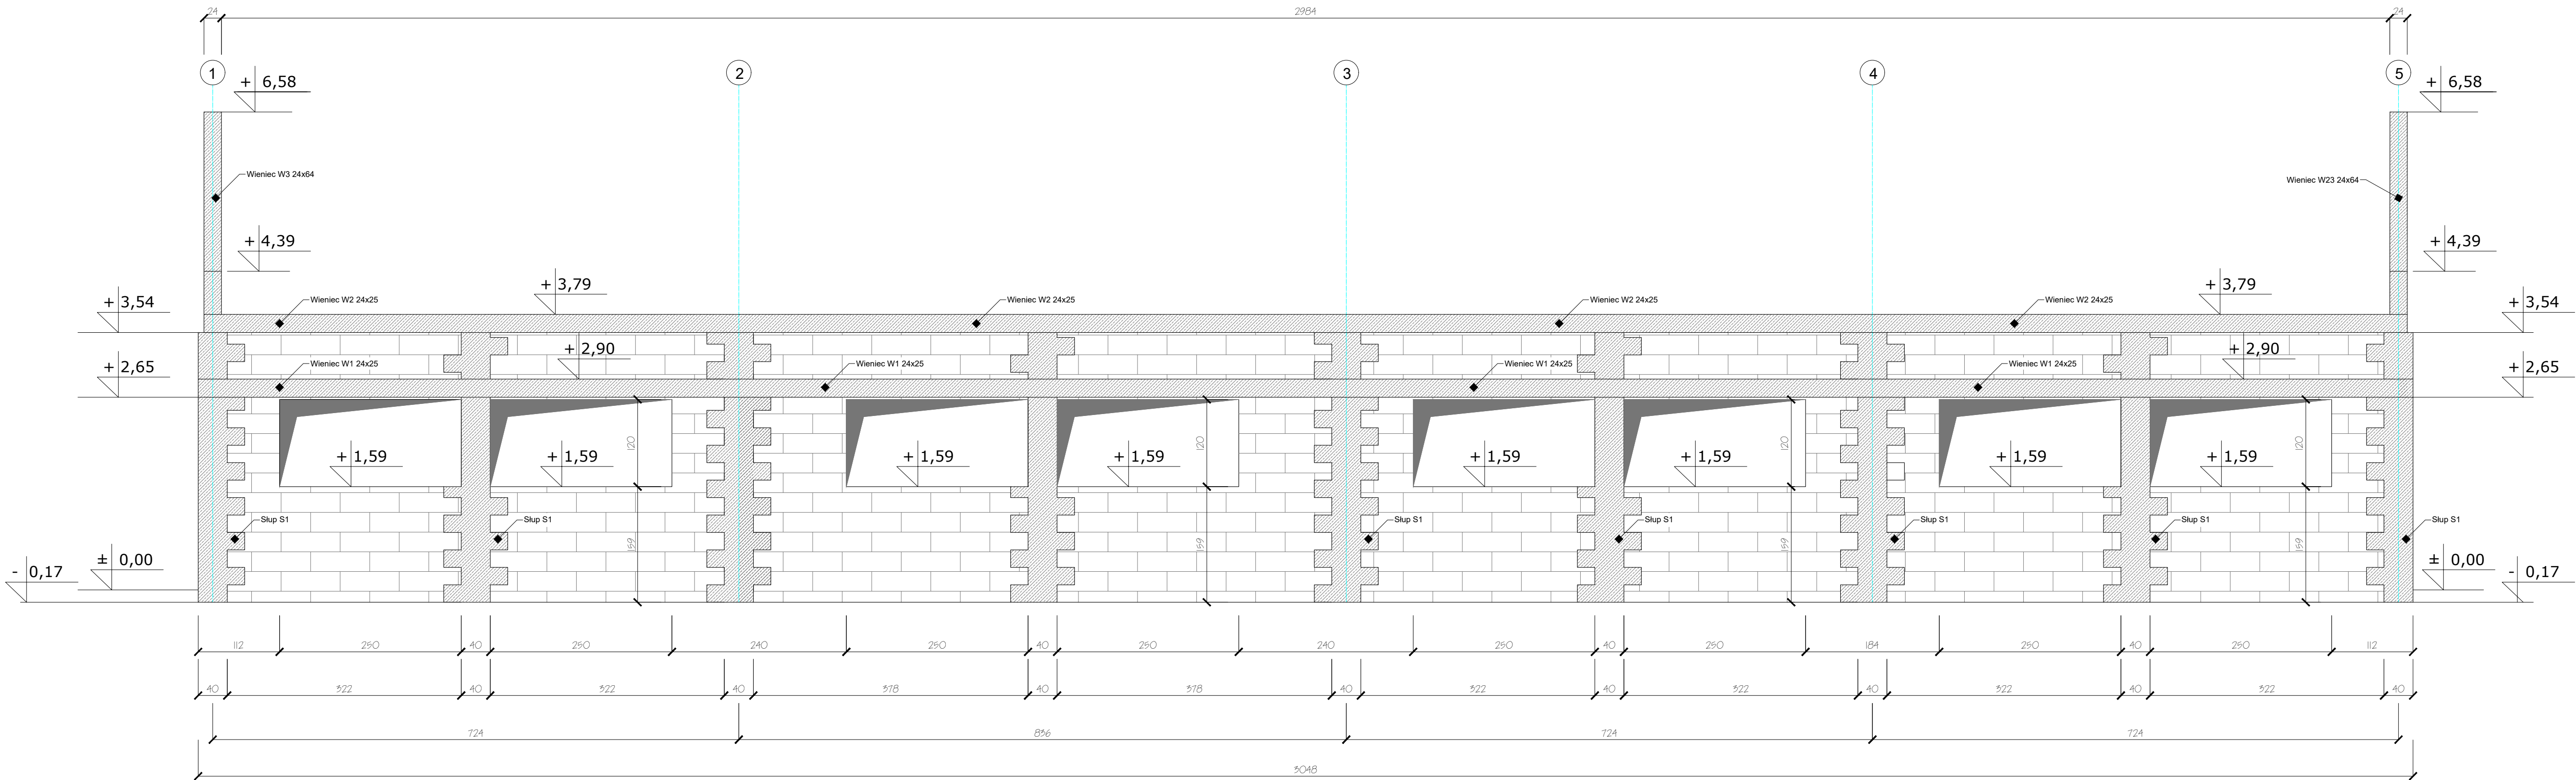 24 2984 24
1 2 3 4 5
+ 6,58 + 6,58
Wieniec W3 24x64 Wieniec W23 24x64
+ 4,39 + 4,39
+ 3,79 + 3,79
+ 3,54 Wieniec W2 24x25 Wieniec W2 24x25 Wieniec W2 24x25 Wieniec W2 24x25 + 3,54
+ 2,90 + 2,90
+ 2,65 Wieniec W1 24x25 Wieniec W1 24x25 Wieniec W1 24x25 Wieniec W1 24x25 + 2,65
120 120 120 120
+ 1,59 + 1,59 + 1,59 + 1,59 + 1,59 + 1,59 + 1,59 + 1,59
Słup S1 Słup S1 Słup S1 Słup S1 Słup S1 Słup S1 Słup S1
159 159 159 159
± 0,00 ± 0,00
- 0,17 - 0,17
112 250 40 250 240 250 40 250 240 250 40 250 184 250 40 250 112
40 322 40 322 40 378 40 378 40 322 40 322 40 322 40 322 40
724 836 724 724
3048